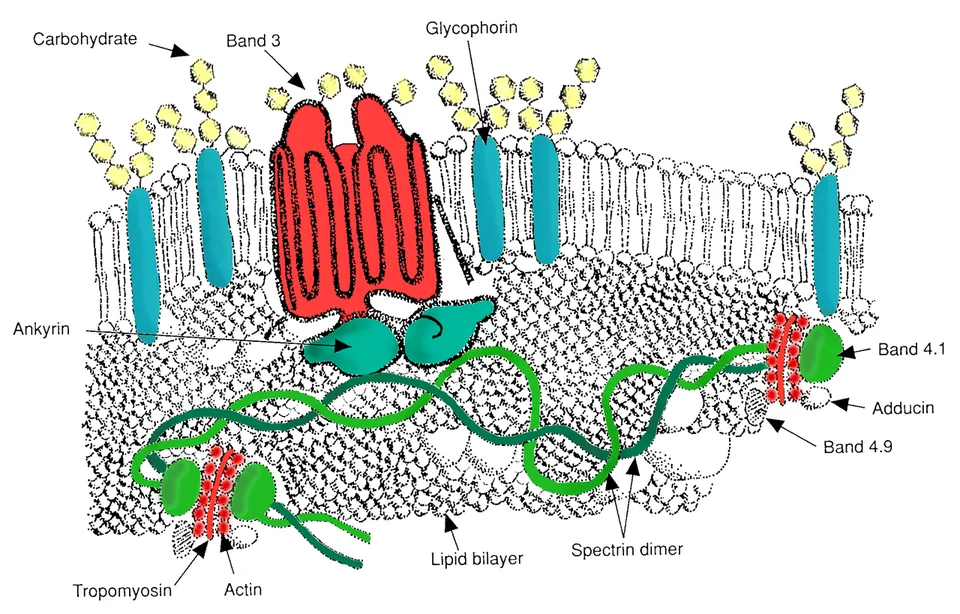 Glycophorin
Carbohydrate
Band 3
Ankyrin
Band 4.1
Adducin
Band 4.9
Lipid bilayer
Spectrin dimer
Tropomyosin
Actin